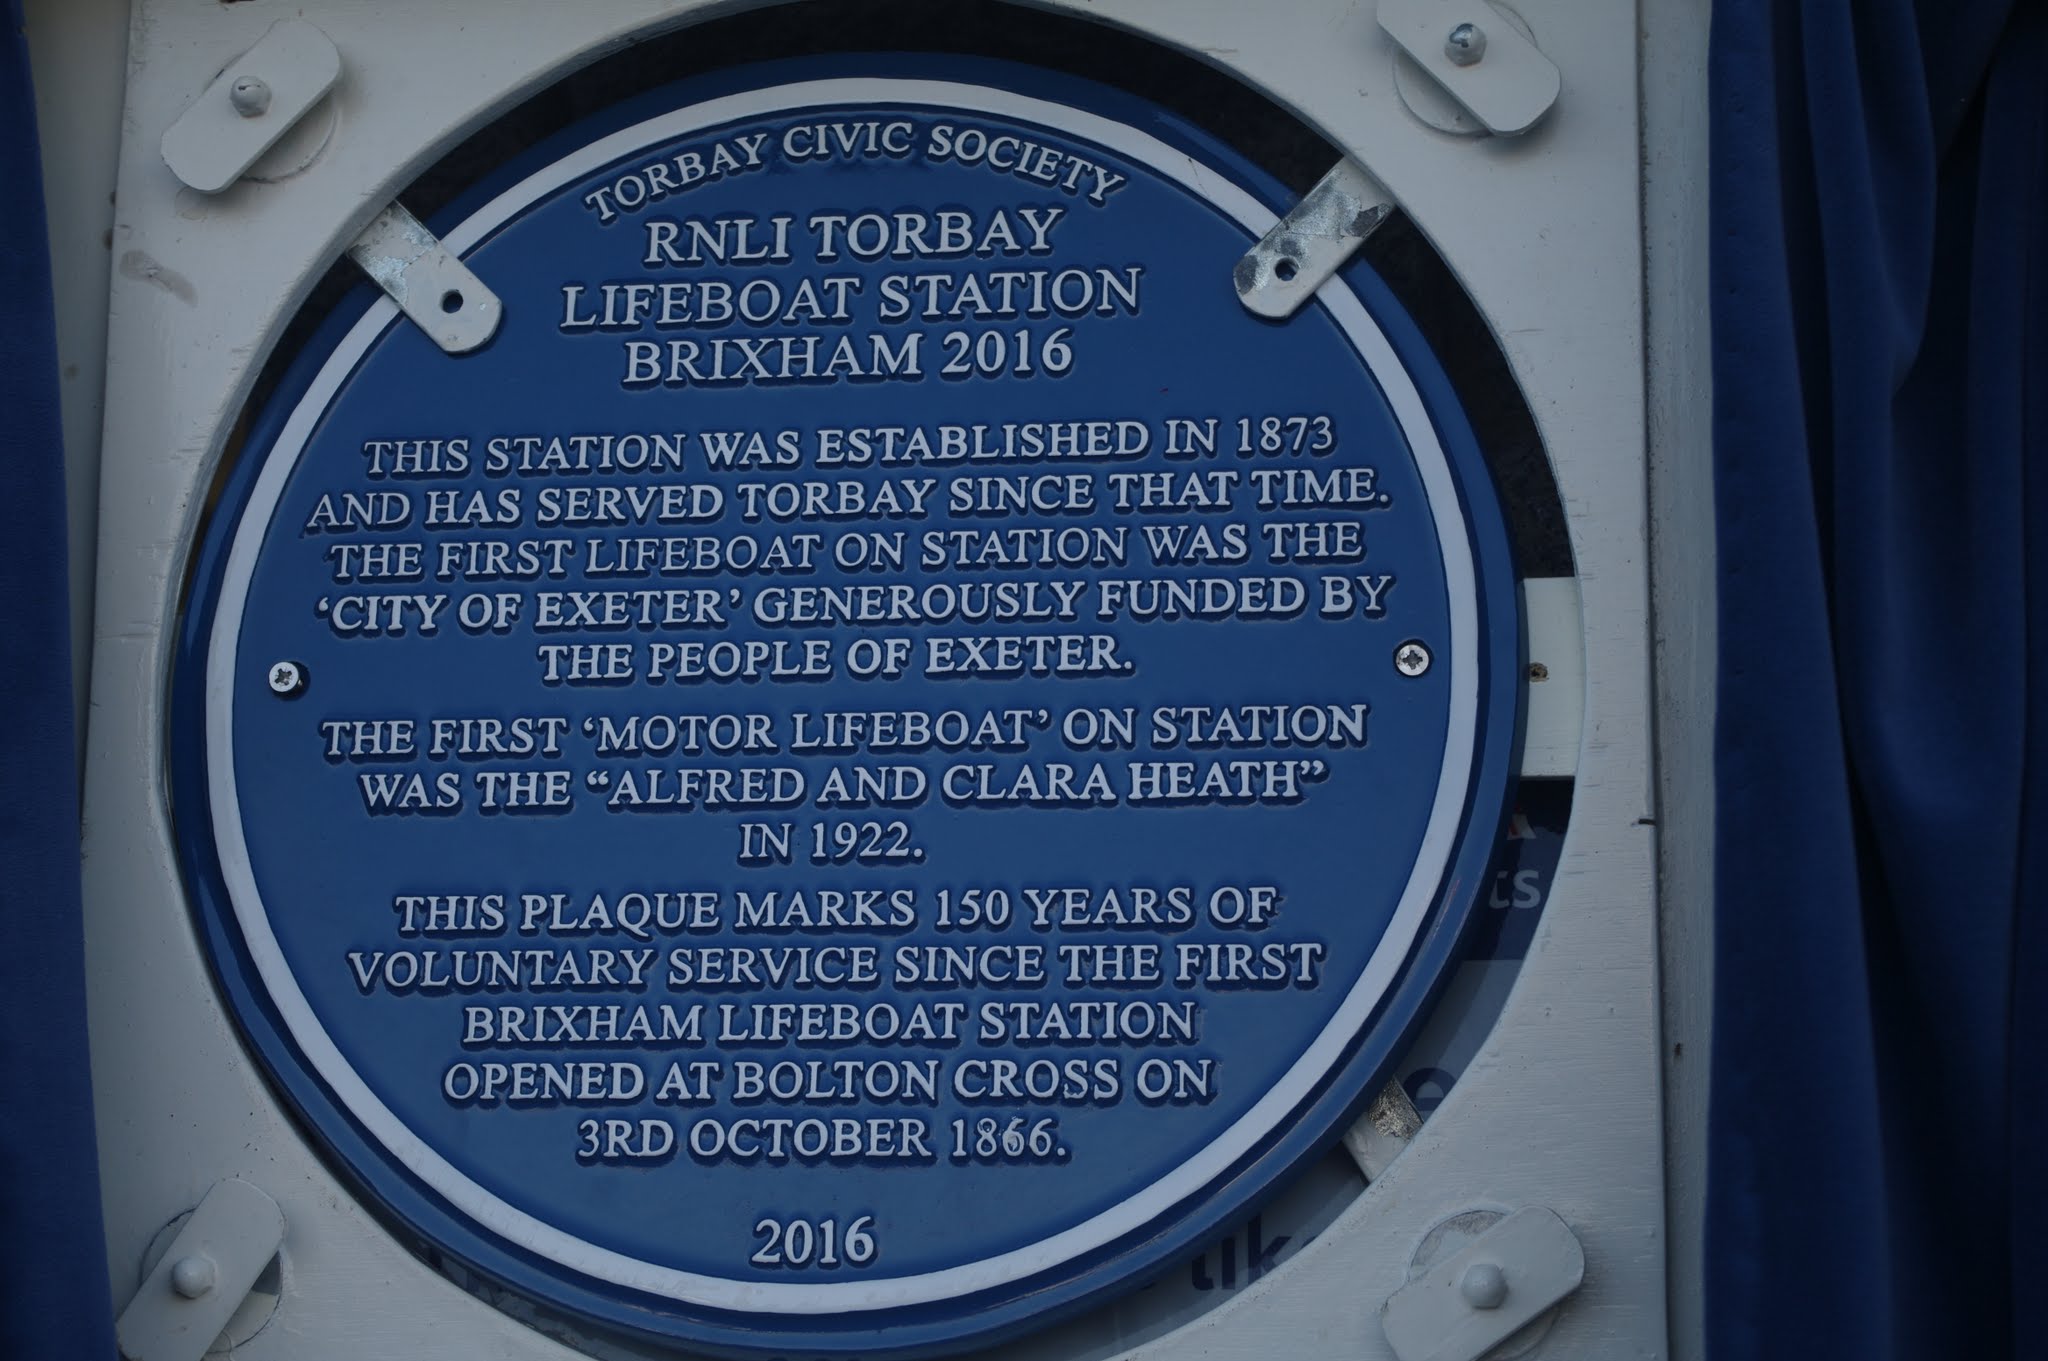 TORBAY CIVIC SOCIETY
RNLI TORBAY
LIFEBOAT STATION
BRIXHAM 2016
THIS STATION WAS ESTABLISHED IN 1873
AND HAS SERVED TORBAY SINCE THAT TIME.
THE FIRST LIFEBOAT ON STATION WAS THE
‘CITY OF EXETER’ GENEROUSLY FUNDED BY
THE PEOPLE OF EXETER.
THE FIRST ‘MOTOR LIFEBOAT’ ON STATION
WAS THE “ALFRED AND CLARA HEATH”
IN 1922.
THIS PLAQUE MARKS 150 YEARS OF
VOLUNTARY SERVICE SINCE THE FIRST
BRIXHAM LIFEBOAT STATION
OPENED AT BOLTON CROSS ON
3RD OCTOBER 1866.
2016